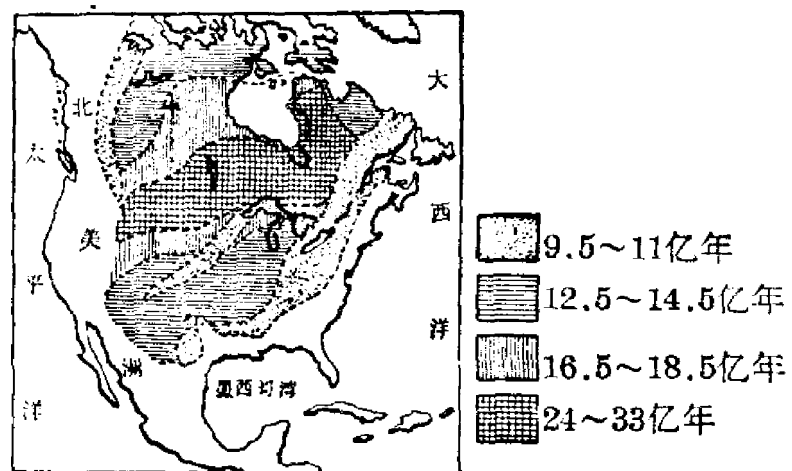 北
美
洲
太
平
洋
大
西
洋
墨西哥湾
9.5～11亿年
12.5～14.5亿年
16.5～18.5亿年
24～33亿年